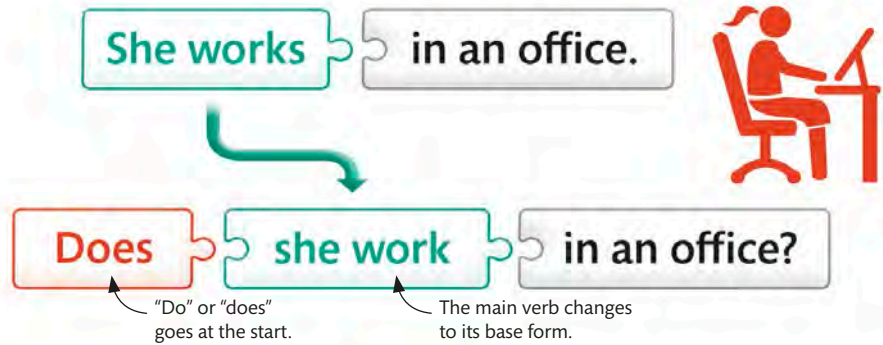 She works in an office.
Does she work in an office?
"Do" or "does"
goes at the start.
The main verb changes
to its base form.